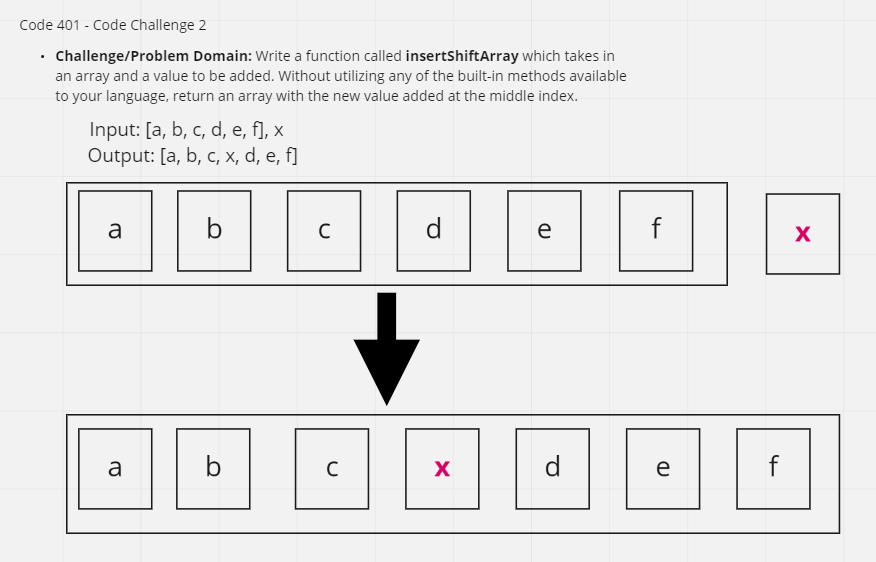 Code 401 - Code Challenge 2
• Challenge/Problem Domain: Write a function called insertShiftArray which takes in
an array and a value to be added. Without utilizing any of the built-in methods available
to your language, return an array with the new value added at the middle index.
Input: [a, b, c, d, e, f], x
Output: [a, b, c, x, d, e, f]
a b c d e f x
a b c x d e f